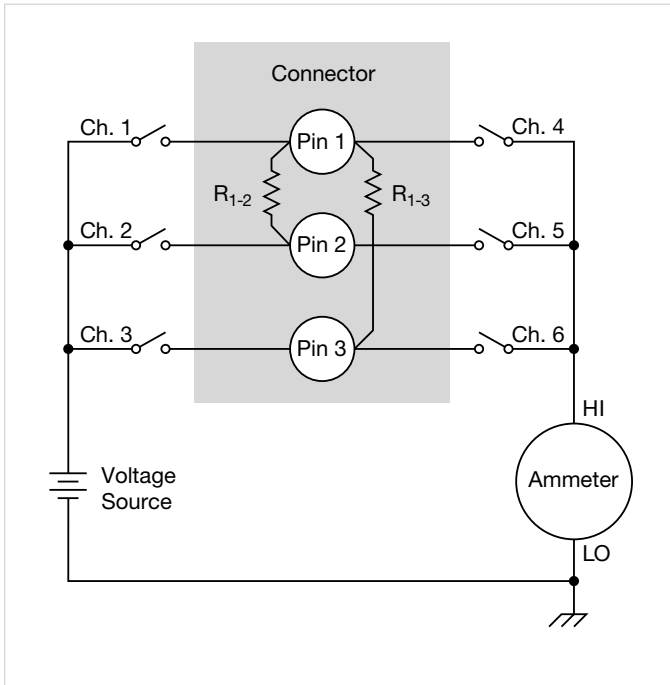 Connector
Ch. 1
Pin 1
Ch. 4
R1-2
R1-3
Ch. 2
Pin 2
Ch. 5
Ch. 3
Pin 3
Ch. 6
HI
Voltage
Source
Ammeter
LO